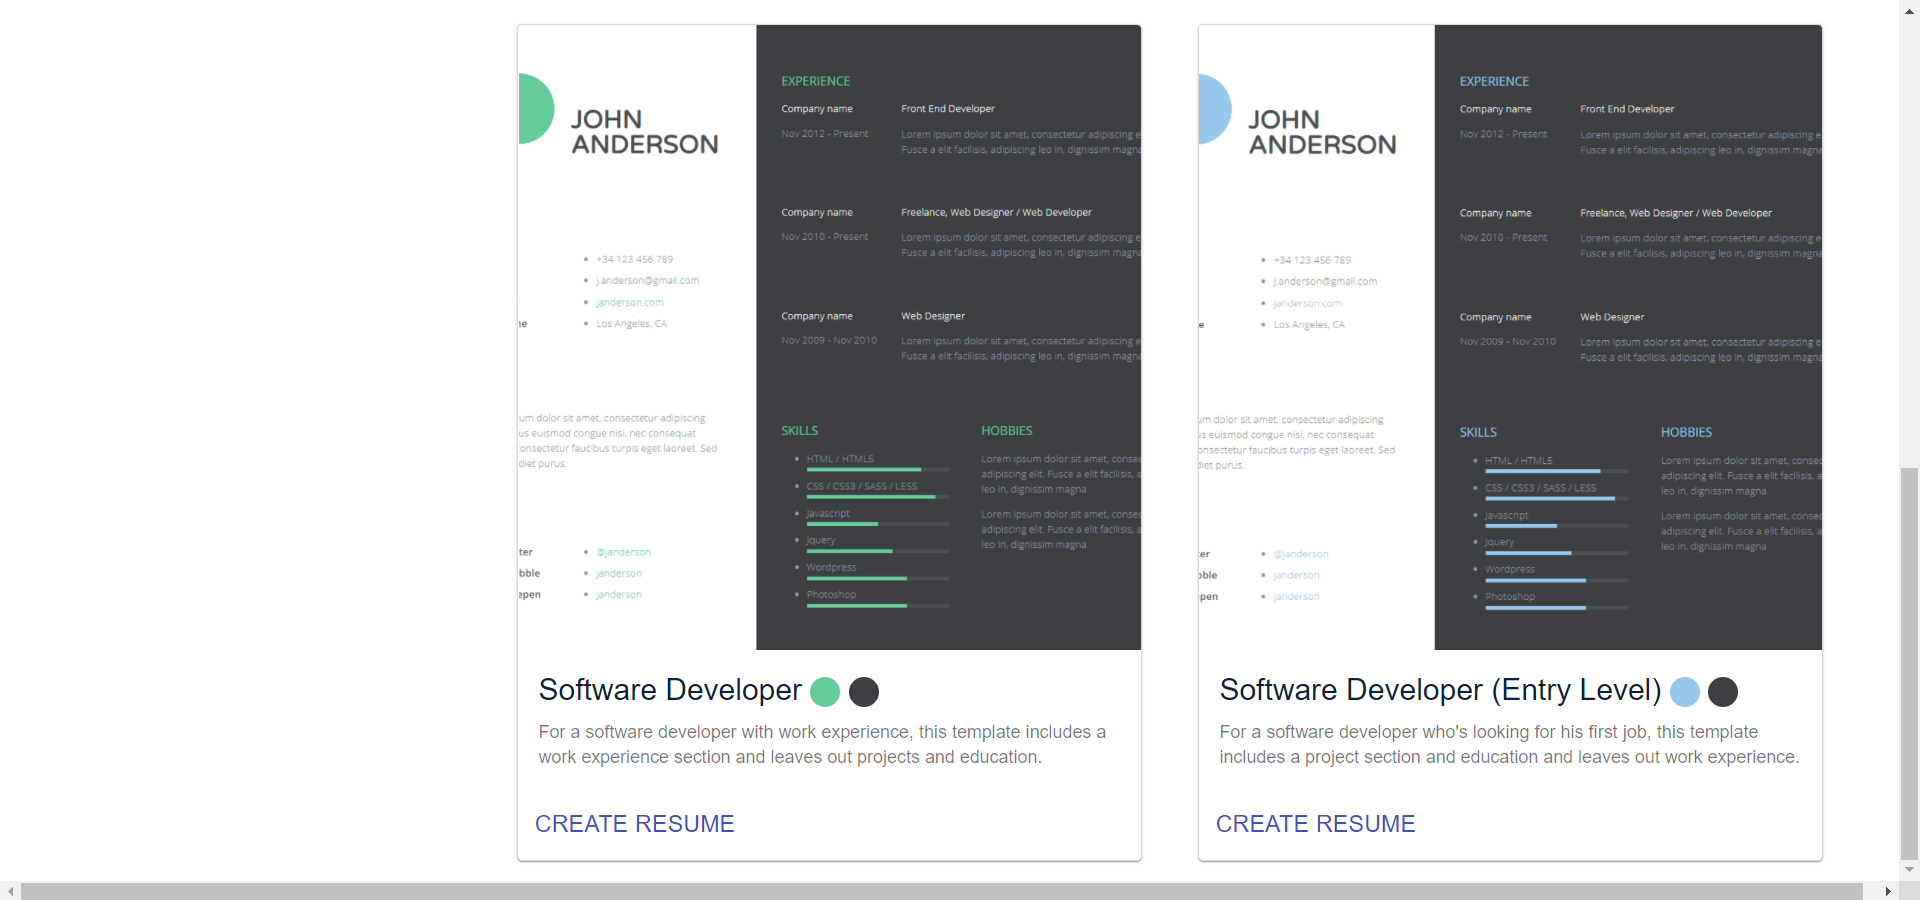 JOHN
ANDERSON
+34 123 456 789
j.anderson@gmail.com
janderson.com
ne
Los Angeles, CA
um dolor sit amet, consectetur adipiscing
us euismod congue nisi, nec consequat
onsectetur faucibus turpis eget laoreet. Sed
diet purus.
ter
@janderson
bble
janderson
epen
janderson
EXPERIENCE
Company name
Front End Developer
Nov 2012 - Present
Lorem ipsum dolor sit amet, consectetur adipiscing e
Fusce a elit facilisis, adipiscing leo in, dignissim magna
Company name
Freelance, Web Designer / Web Developer
Nov 2010 - Present
Lorem ipsum dolor sit amet, consectetur adipiscing e
Fusce a elit facilisis, adipiscing leo in, dignissim magna
Company name
Web Designer
Nov 2009 - Nov 2010
Lorem ipsum dolor sit amet, consectetur adipiscing e
Fusce a elit facilisis, adipiscing leo in, dignissim magna
SKILLS
HTML / HTML5
CSS / CSS3 / SASS / LESS
Javascript
Jquery
Wordpress
Photoshop
HOBBIES
Lorem ipsum dolor sit amet, consec
adipiscing elit. Fusce a elit facilisis, a
leo in, dignissim magna.
Lorem ipsum dolor sit amet, consec
adipiscing elit. Fusce a elit facilisis, a
leo in, dignissim magna.
Software Developer
For a software developer with work experience, this template includes a
work experience section and leaves out projects and education.
CREATE RESUME
JOHN
ANDERSON
+34 123 456 789
j.anderson@gmail.com
janderson.com
e
Los Angeles, CA
um dolor sit amet, consectetur adipiscing
s euismod congue nisi, nec consequat
onsectetur faucibus turpis eget laoreet. Sed
diet purus.
er
@janderson
bble
janderson
pen
janderson
EXPERIENCE
Company name
Front End Developer
Nov 2012 - Present
Lorem ipsum dolor sit amet, consectetur adipiscing e
Fusce a elit facilisis, adipiscing leo in, dignissim magna
Company name
Freelance, Web Designer / Web Developer
Nov 2010 - Present
Lorem ipsum dolor sit amet, consectetur adipiscing e
Fusce a elit facilisis, adipiscing leo in, dignissim magna
Company name
Web Designer
Nov 2009 - Nov 2010
Lorem ipsum dolor sit amet, consectetur adipiscing e
Fusce a elit facilisis, adipiscing leo in, dignissim magna
SKILLS
HTML / HTML5
CSS / CSS3 / SASS / LESS
Javascript
Jquery
Wordpress
Photoshop
HOBBIES
Lorem ipsum dolor sit amet, consec
adipiscing elit. Fusce a elit facilisis, a
leo in, dignissim magna.
Lorem ipsum dolor sit amet, consec
adipiscing elit. Fusce a elit facilisis, a
leo in, dignissim magna.
Software Developer (Entry Level)
For a software developer who's looking for his first job, this template
includes a project section and education and leaves out work experience.
CREATE RESUME